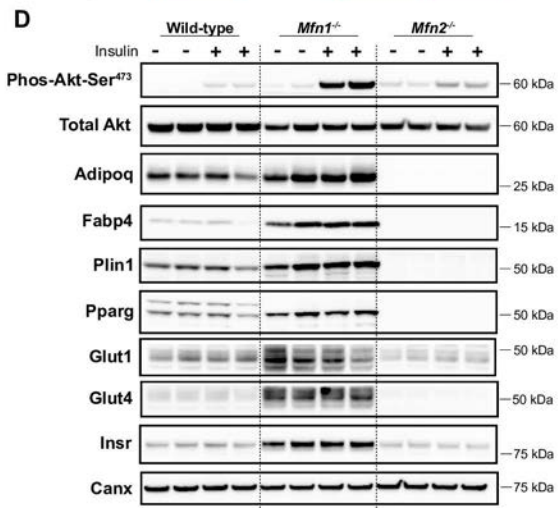 D
Wild-type Mfn1⁻/⁻ Mfn2⁻/⁻
Insulin - - + + - - + + - - + +
Phos-Akt-Ser⁴⁷³ 60 kDa
Total Akt 60 kDa
Adipoq 25 kDa
Fabp4 15 kDa
Plin1 50 kDa
Pparg 50 kDa
Glut1 50 kDa
Glut4 50 kDa
Insr 75 kDa
Canx 75 kDa